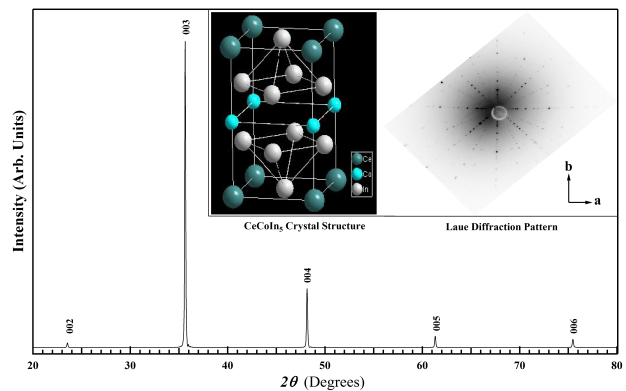 003
Ce
Co
In
b
a
CeCoIn₅ Crystal Structure
Laue Diffraction Pattern
Intensity (Arb. Units)
002
004
005
006
20 30 40 50 60 70 80
2θ (Degrees)